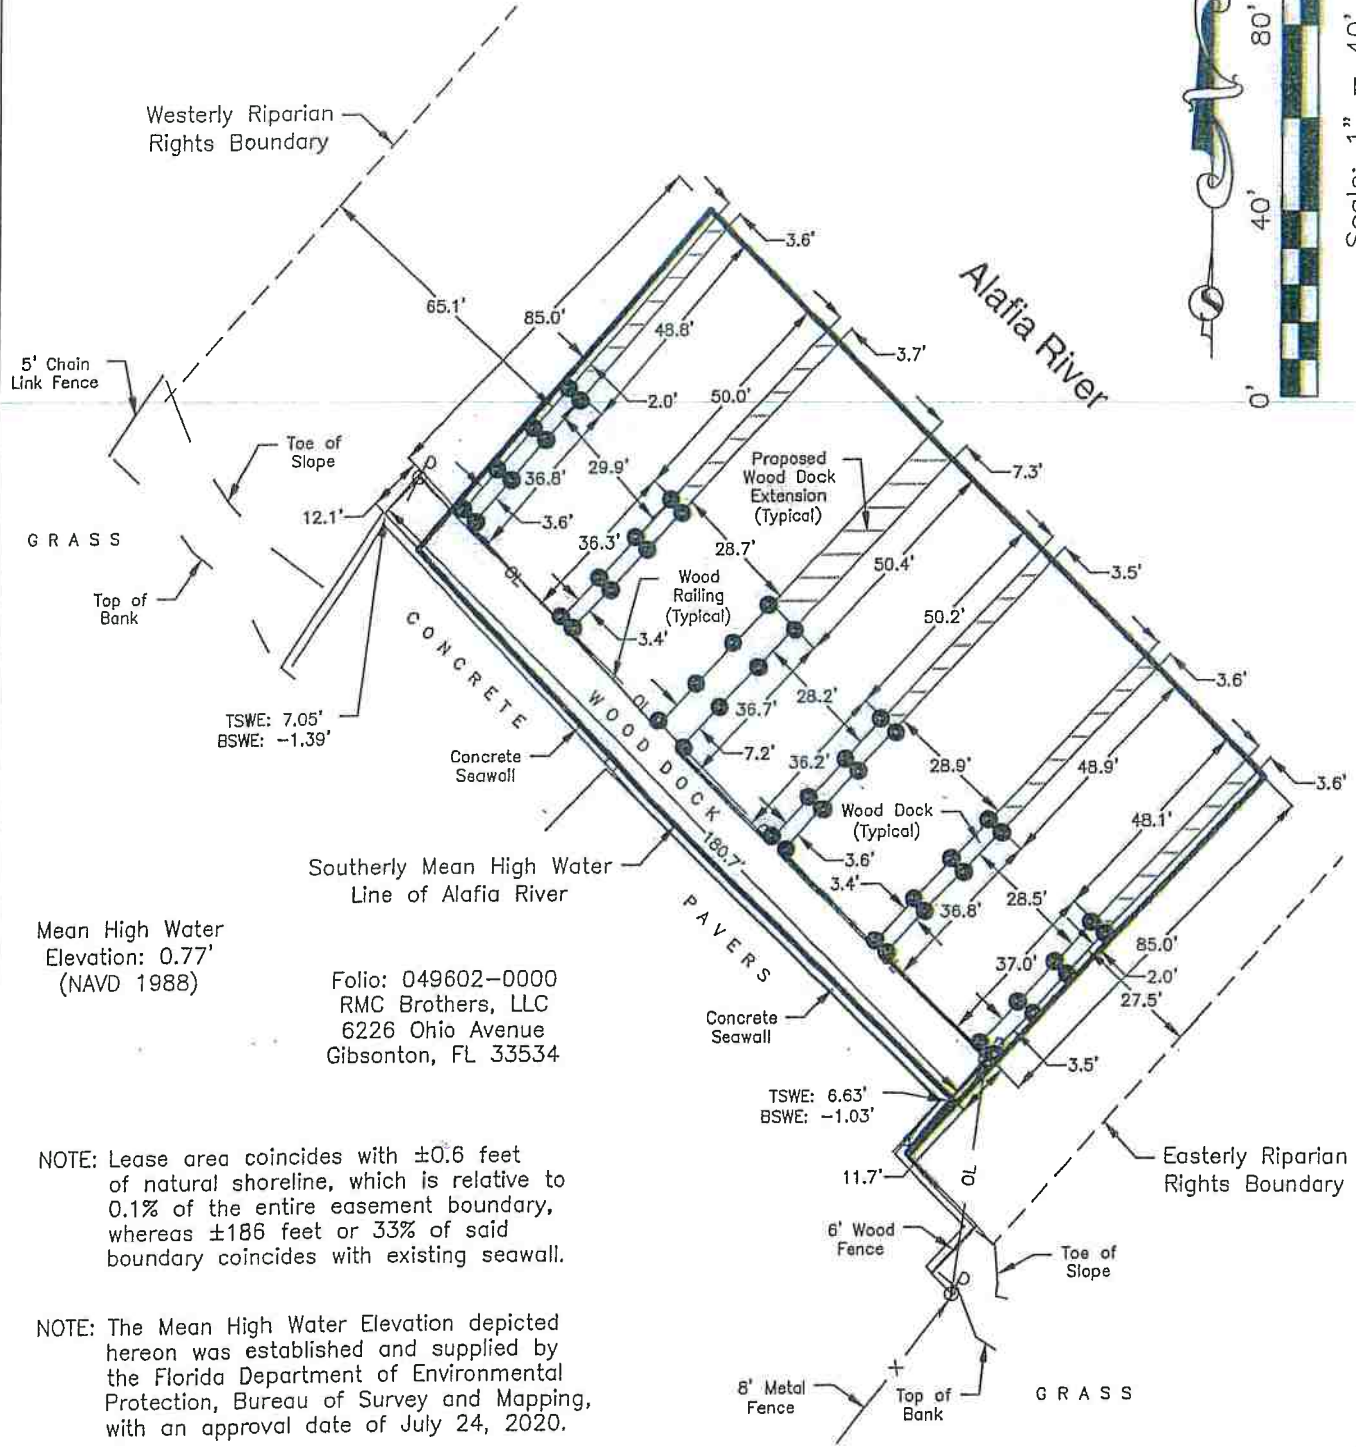 80'
40'
0'
Scale: 1" = 40'
Westerly Riparian
Rights Boundary
65.1'
85.0'
3.6'
48.8'
2.0'
3.7'
50.0'
Alafia River
5' Chain
Link Fence
Toe of
Slope
12.1'
36.8'
29.9'
3.6'
Proposed
Wood Dock
Extension
(Typical)
7.3'
GRASS
Top of
Bank
OL
36.3'
28.7'
Wood
Railing
(Typical)
3.4'
50.4'
3.5'
50.2'
CONCRETE
WOOD DOCK
OL
36.7'
28.2'
7.2'
3.6'
TSWE: 7.05'
BSWE: -1.39'
Concrete
Seawall
36.2'
28.9'
48.9'
3.6'
Wood Dock
(Typical)
48.1'
180.7'
3.6'
3.4'
36.8'
28.5'
Southerly Mean High Water
Line of Alafia River
PAVERS
Mean High Water
Elevation: 0.77'
(NAVD 1988)
Folio: 049602-0000
RMC Brothers, LLC
6226 Ohio Avenue
Gibsonton, FL 33534
37.0'
85.0'
2.0'
27.5'
Concrete
Seawall
3.5'
TSWE: 6.63'
BSWE: -1.03'
11.7'
OL
Easterly Riparian
Rights Boundary
NOTE: Lease area coincides with ±0.6 feet
of natural shoreline, which is relative to
0.1% of the entire easement boundary,
whereas ±186 feet or 33% of said
boundary coincides with existing seawall.
6' Wood
Fence
Toe of
Slope
NOTE: The Mean High Water Elevation depicted
hereon was established and supplied by
the Florida Department of Environmental
Protection, Bureau of Survey and Mapping,
with an approval date of July 24, 2020.
8' Metal
Fence
Top of
Bank
GRASS